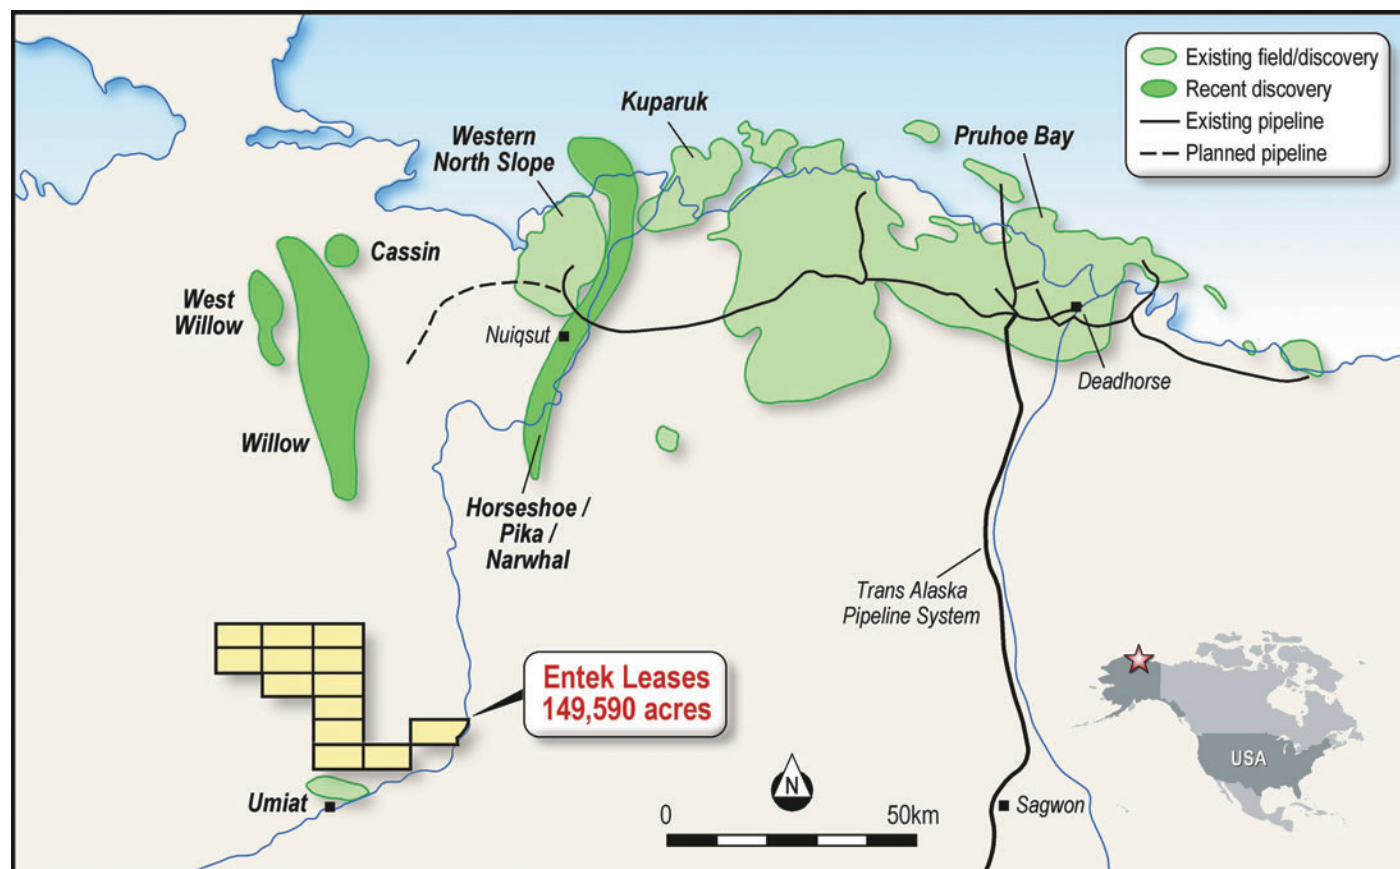 Existing field/discovery
Recent discovery
Existing pipeline
Planned pipeline
Kuparuk
Western
North Slope
Pruhoe Bay
Cassin
West
Willow
Nuiqsut
Deadhorse
Willow
Horseshoe /
Pika /
Narwhal
Trans Alaska
Pipeline System
Entek Leases
149,590 acres
USA
N
Umiat
0 50km
Sagwon